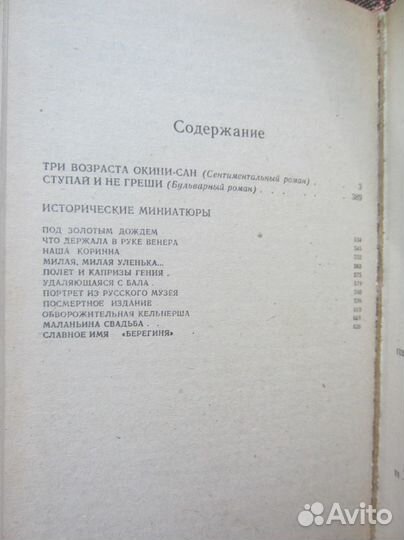 Содержание
ТРИ ВОЗРАСТА ОКИНИ-САН (Сентиментальный роман) . 3
СТУПАЙ И НЕ ГРЕШИ (Бульварный роман) . . . . 389
ИСТОРИЧЕСКИЕ МИНИАТЮРЫ
ПОД ЗОЛОТЫМ ДОЖДЕМ
ЧТО ДЕРЖАЛА В РУКЕ ВЕНЕРА
НАША КОРИННА
МИЛАЯ, МИЛАЯ УЛЕНЬКА...
ПОЛЕТ И КАПРИЗЫ ГЕНИЯ .
УДАЛЯЮЩАЯСЯ С БАЛА .
ПОРТРЕТ ИЗ РУССКОГО МУЗЕЯ
ПОСМЕРТНОЕ ИЗДАНИЕ
ОБВОРОЖИТЕЛЬНАЯ КЕЛЬНЕРША
МАЛАНЬИНА СВАДЬБА . .
СЛАВНОЕ ИМЯ «БЕРЕГИНЯ»
Avito